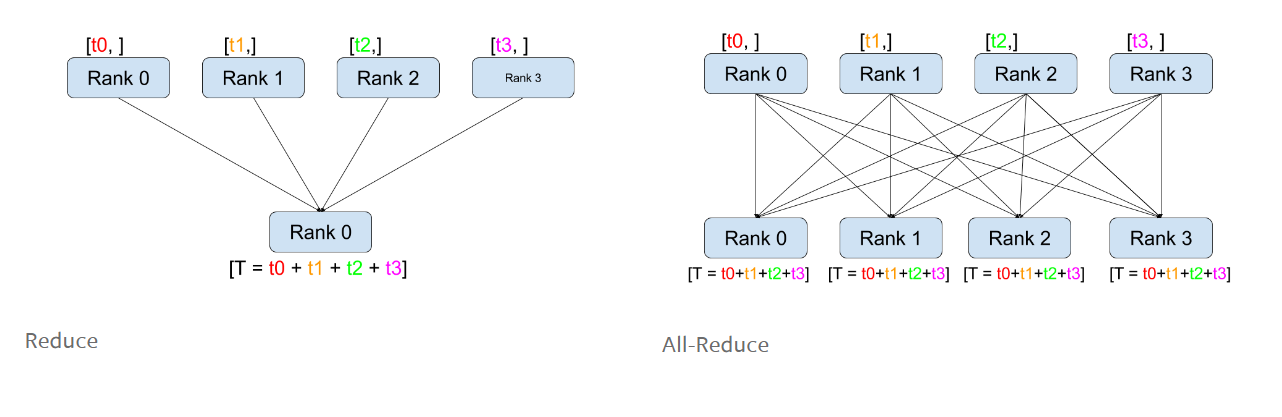 [t0, ] [t1,] [t2,] [t3, ]
Rank 0 Rank 1 Rank 2 Rank 3
Rank 0
[T = t0 + t1 + t2 + t3]
Reduce
[t0, ] [t1,] [t2,] [t3, ]
Rank 0 Rank 1 Rank 2 Rank 3
Rank 0 Rank 1 Rank 2 Rank 3
[T = t0+t1+t2+t3] [T = t0+t1+t2+t3] [T = t0+t1+t2+t3] [T = t0+t1+t2+t3]
All-Reduce